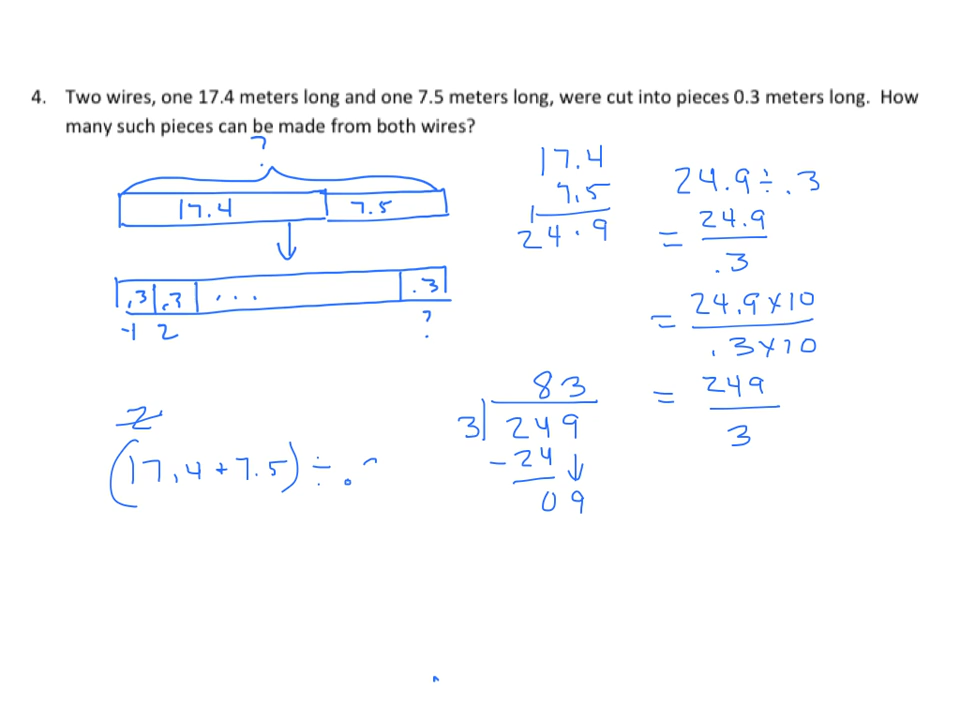 4. Two wires, one 17.4 meters long and one 7.5 meters long, were cut into pieces 0.3 meters long. How
many such pieces can be made from both wires?
?
17.4 7.5
.3 .3 ... .3
1 2 ?
17.4
7.5
1
24.9
24.9 ÷ .3
= 24.9
.3
= 24.9 × 10
.3 × 10
= 249
3
83
3 249
- 24 ↓
09
(17.4 + 7.5) ÷ .